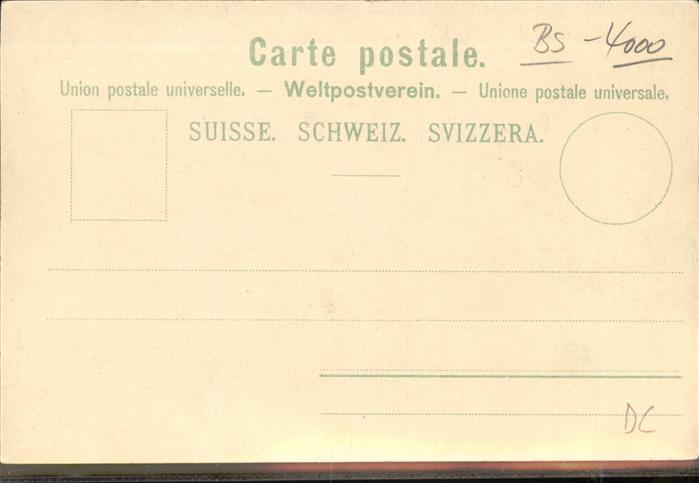 BS - 4000
Carte postale.
Union postale universelle. — Weltpostverein. — Unione postale universale.
SUISSE. SCHWEIZ. SVIZZERA.
DC